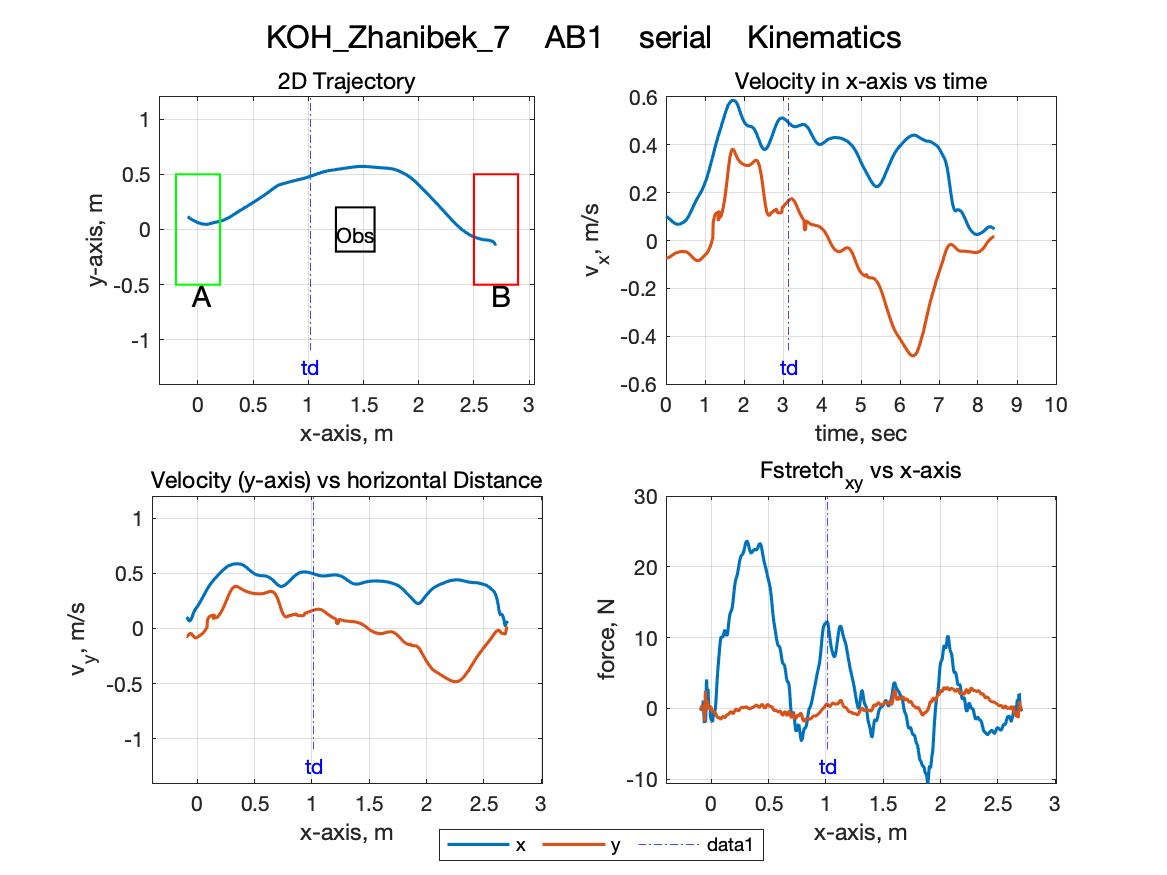 KOH_Zhanibek_7 AB1 serial Kinematics
2D Trajectory
1
0.5
0
-0.5
-1
y-axis, m
Obs
A
B
td
0 0.5 1 1.5 2 2.5 3
x-axis, m
Velocity in x-axis vs time
0.6
0.4
0.2
0
-0.2
-0.4
-0.6
vx, m/s
td
0 1 2 3 4 5 6 7 8 9 10
time, sec
Velocity (y-axis) vs horizontal Distance
1
0.5
0
-0.5
-1
vy, m/s
td
0 0.5 1 1.5 2 2.5 3
x-axis, m
Fstretchxy vs x-axis
30
20
10
0
-10
force, N
td
0 0.5 1 1.5 2 2.5 3
x-axis, m
x y data1